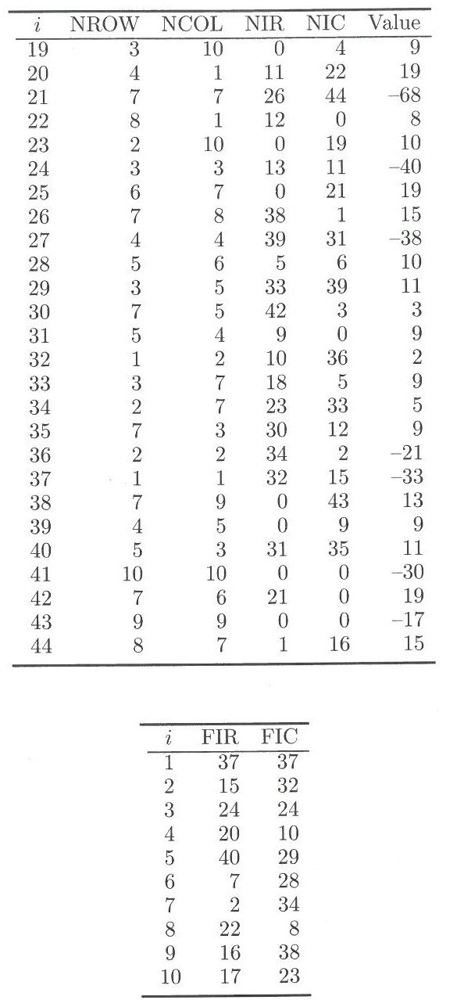 i NROW NCOL NIR NIC Value
19 3 10 0 4 9
20 4 1 11 22 19
21 7 7 26 44 –68
22 8 1 12 0 8
23 2 10 0 19 10
24 3 3 13 11 –40
25 6 7 0 21 19
26 7 8 38 1 15
27 4 4 39 31 –38
28 5 6 5 6 10
29 3 5 33 39 11
30 7 5 42 3 3
31 5 4 9 0 9
32 1 2 10 36 2
33 3 7 18 5 9
34 2 7 23 33 5
35 7 3 30 12 9
36 2 2 34 2 –21
37 1 1 32 15 –33
38 7 9 0 43 13
39 4 5 0 9 9
40 5 3 31 35 11
41 10 10 0 0 –30
42 7 6 21 0 19
43 9 9 0 0 –17
44 8 7 1 16 15
i FIR FIC
1 37 37
2 15 32
3 24 24
4 20 10
5 40 29
6 7 28
7 2 34
8 22 8
9 16 38
10 17 23